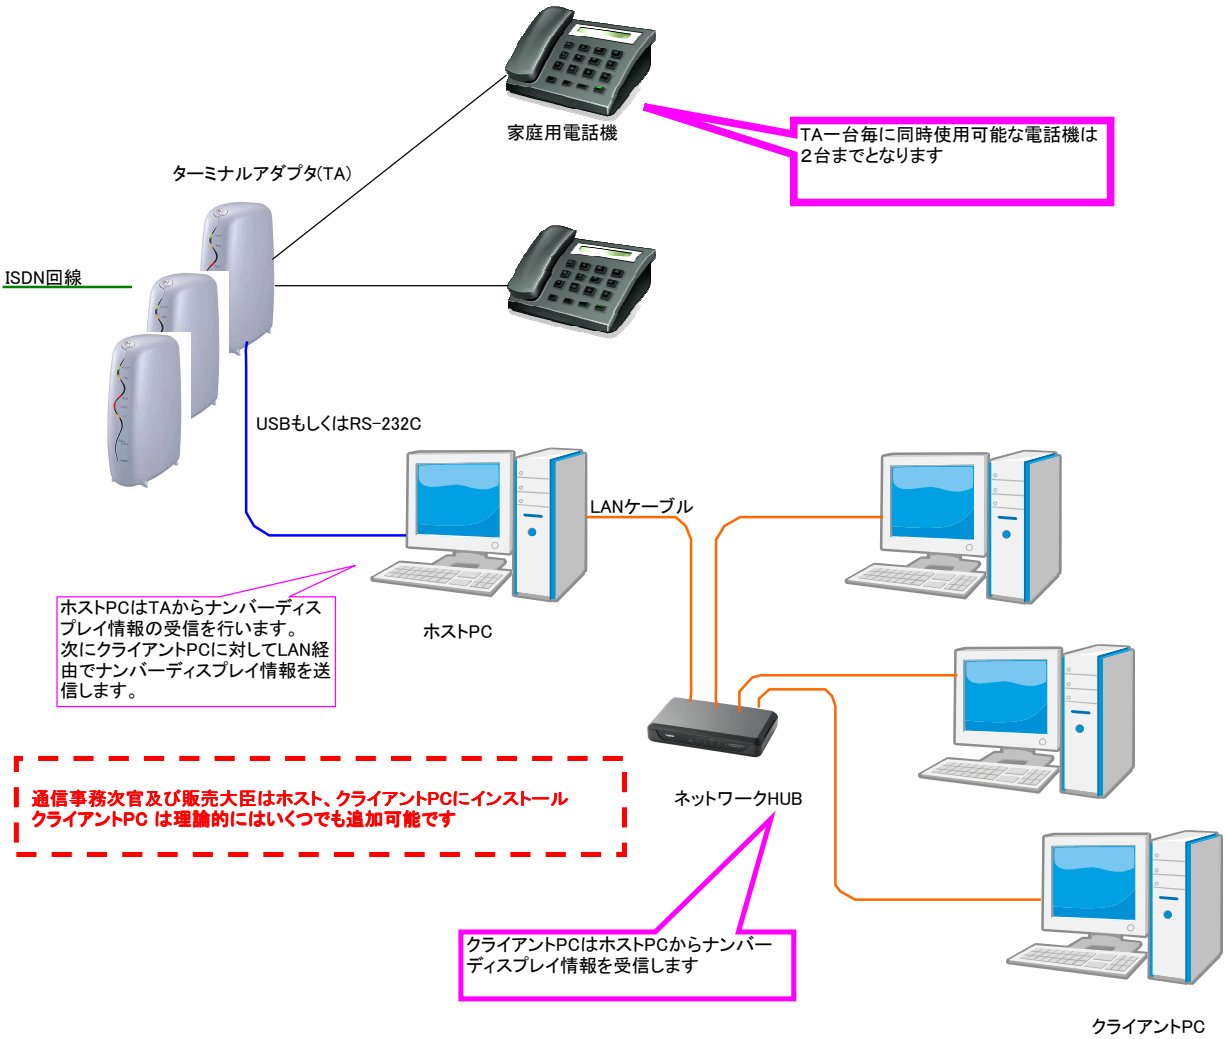 家庭用電話機
TA一台毎に同時使用可能な電話機は
2台までとなります
ターミナルアダプタ(TA)
ISDN回線
USBもしくはRS-232C
LANケーブル
ホストPCはTAからナンバーディス
プレイ情報の受信を行います。
次にクライアントPCに対してLAN経
由でナンバーディスプレイ情報を送
信します。
ホストPC
通信事務次官及び販売大臣はホスト、クライアントPCにインストール
クライアントPC は理論的にはいくつでも追加可能です
ネットワークHUB
クライアントPCはホストPCからナンバー
ディスプレイ情報を受信します
クライアントPC